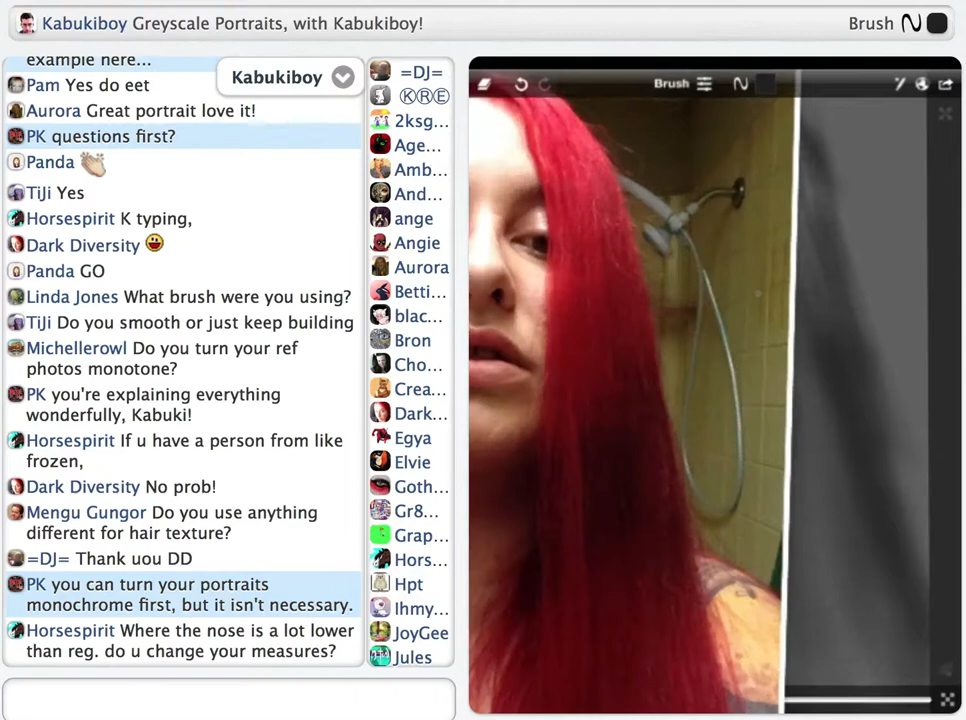 Kabukiboy Greyscale Portraits, with Kabukiboy!
Brush
example here...
Kabukiboy
Pam Yes do eet
Aurora Great portrait love it!
PK questions first?
Panda
TiJi Yes
Horsespirit K typing,
Dark Diversity
Panda GO
Linda Jones What brush were you using?
TiJi Do you smooth or just keep building
Michellerowl Do you turn your ref
photos monotone?
PK you're explaining everything
wonderfully, Kabuki!
Horsespirit If u have a person from like
frozen,
Dark Diversity No prob!
Mengu Gungor Do you use anything
different for hair texture?
=DJ= Thank uou DD
PK you can turn your portraits
monochrome first, but it isn't necessary.
Horsespirit Where the nose is a lot lower
than reg. do u change your measures?
=DJ=
ⓀⓇⒺ
2ksg...
Age...
Amb...
And...
ange
Angie
Aurora
Betti...
blac...
Bron
Cho...
Crea...
Dark...
Egya
Elvie
Goth...
Gr8...
Grap...
Hors...
Hpt
Ihmy...
JoyGee
Jules
Brush